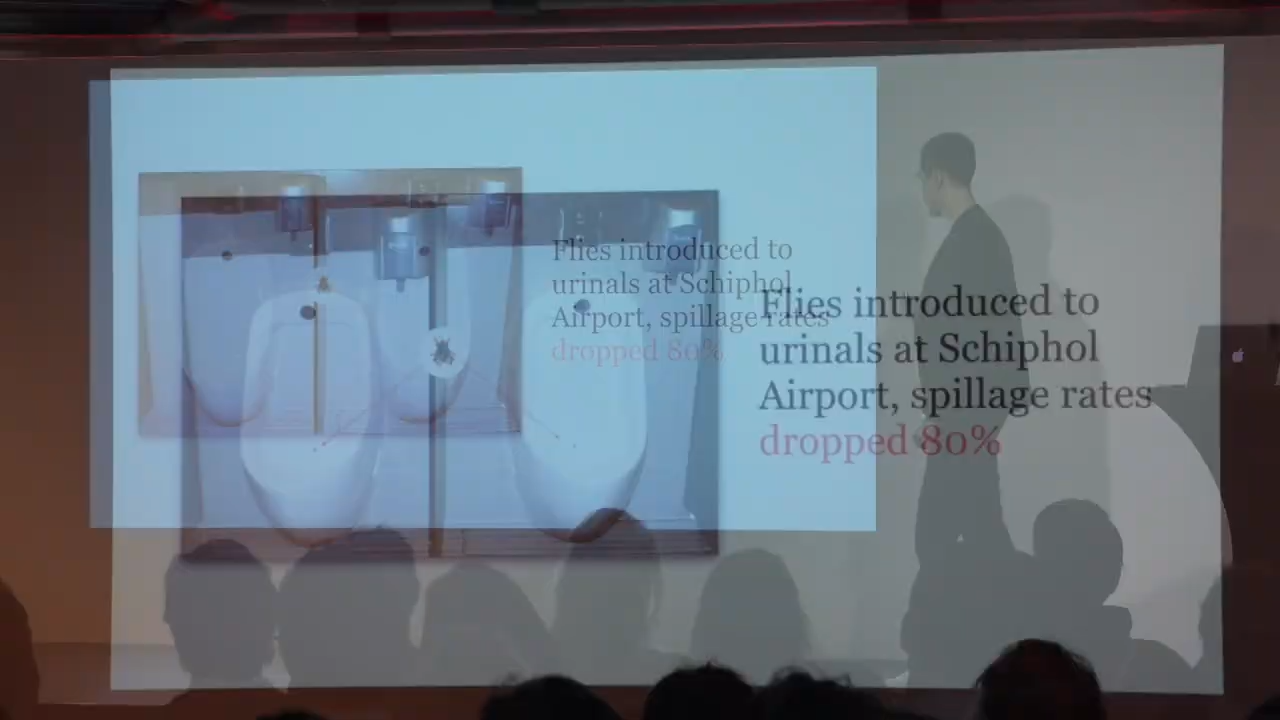 Flies introduced to
urinals at Schiphol
Airport, spillage rates
dropped 80%
Flies introduced to
urinals at Schiphol
Airport, spillage rates
dropped 80%